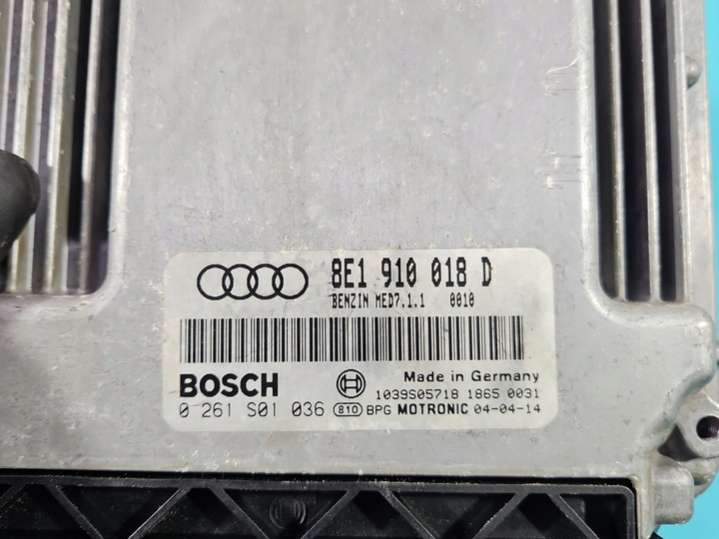 8E1 910 018 D
BENZIN MED7.1.1 0010
BOSCH
Made in Germany
1039S05718 1865 0031
0 261 S01 036 810 BPG MOTRONIC 04-04-14